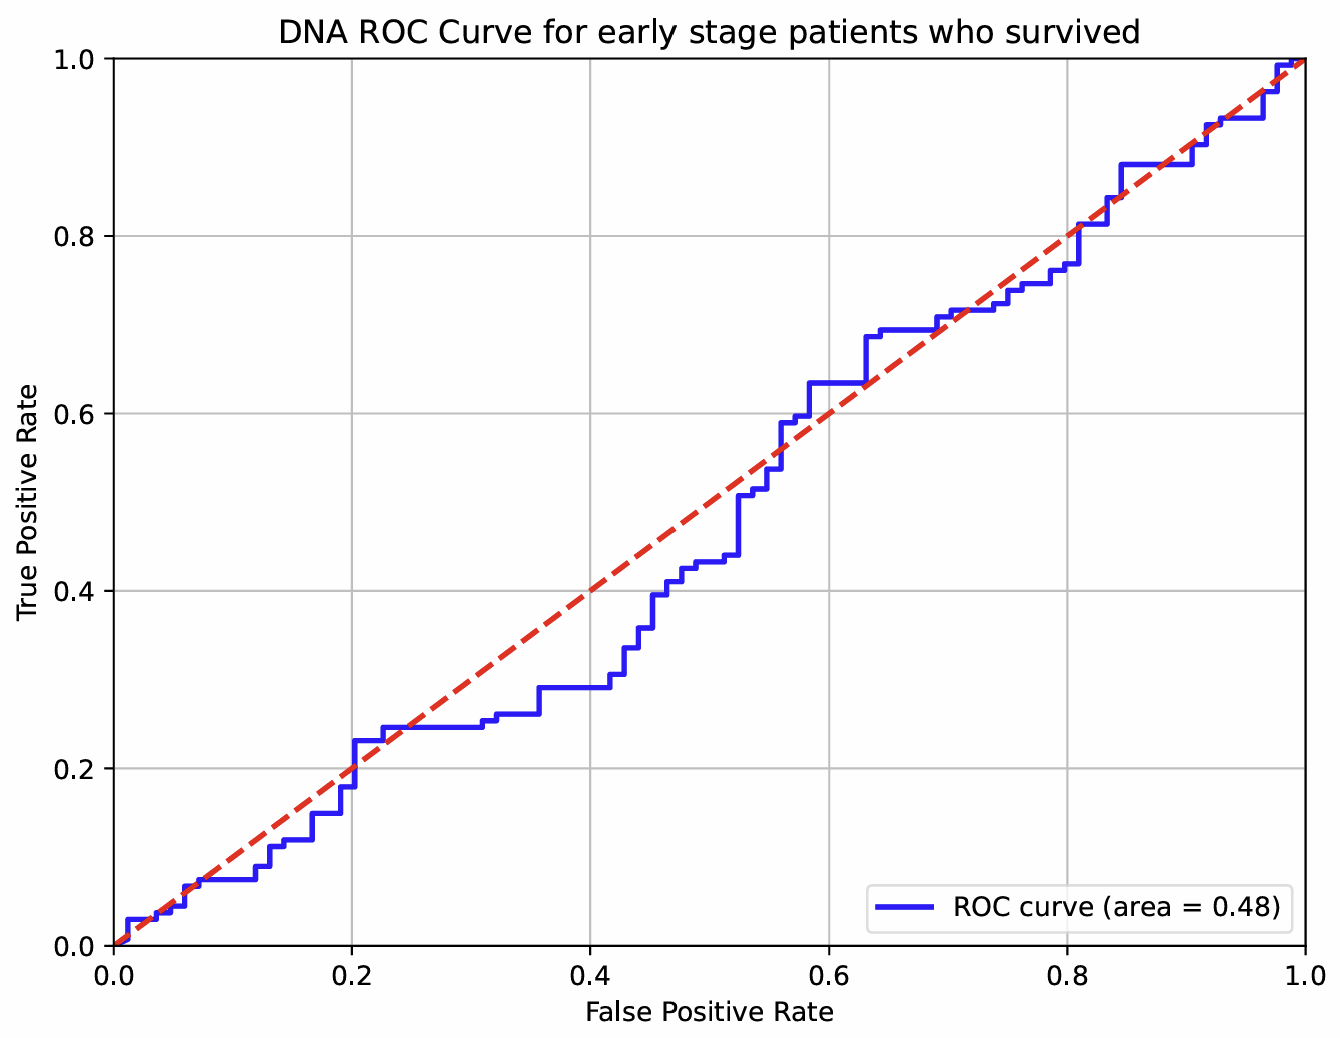 DNA ROC Curve for early stage patients who survived
True Positive Rate
1.0
0.8
0.6
0.4
0.2
0.0
ROC curve (area = 0.48)
0.0 0.2 0.4 0.6 0.8 1.0
False Positive Rate